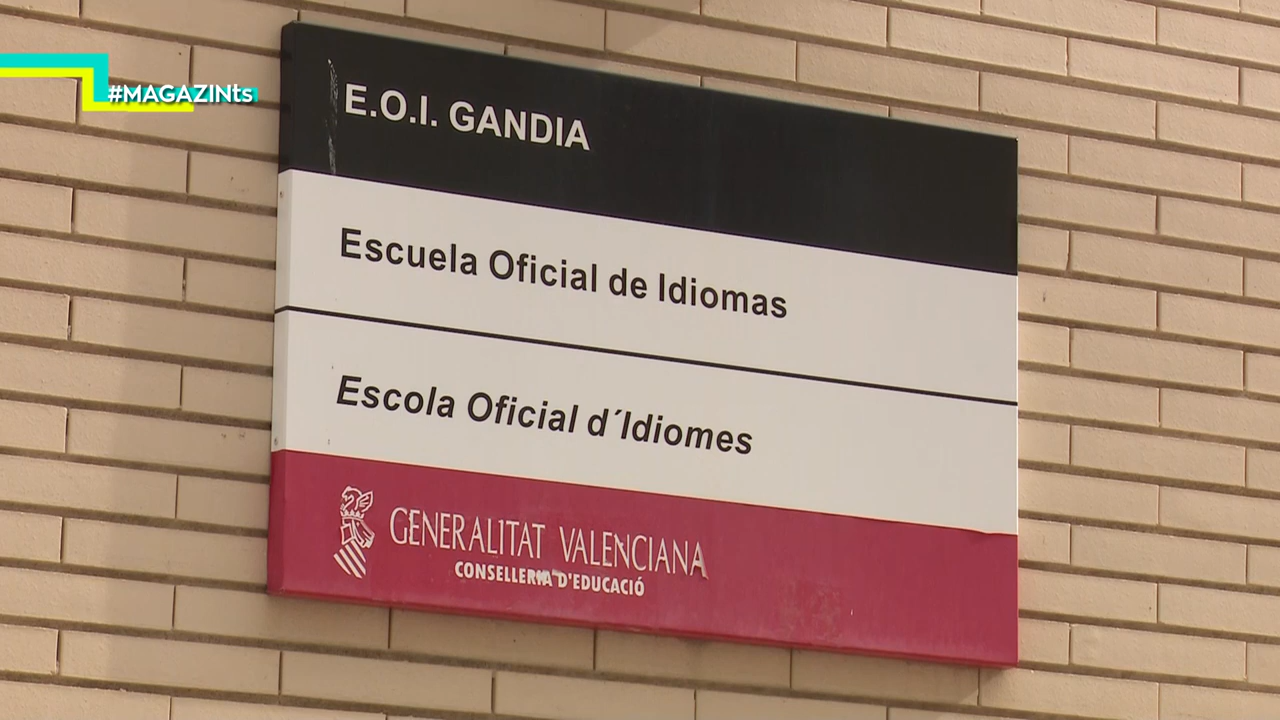 #MAGAZINts
E.O.I. GANDIA
Escuela Oficial de Idiomas
Escola Oficial d´Idiomes
GENERALITAT VALENCIANA
CONSELLERIA D'EDUCACIÓ